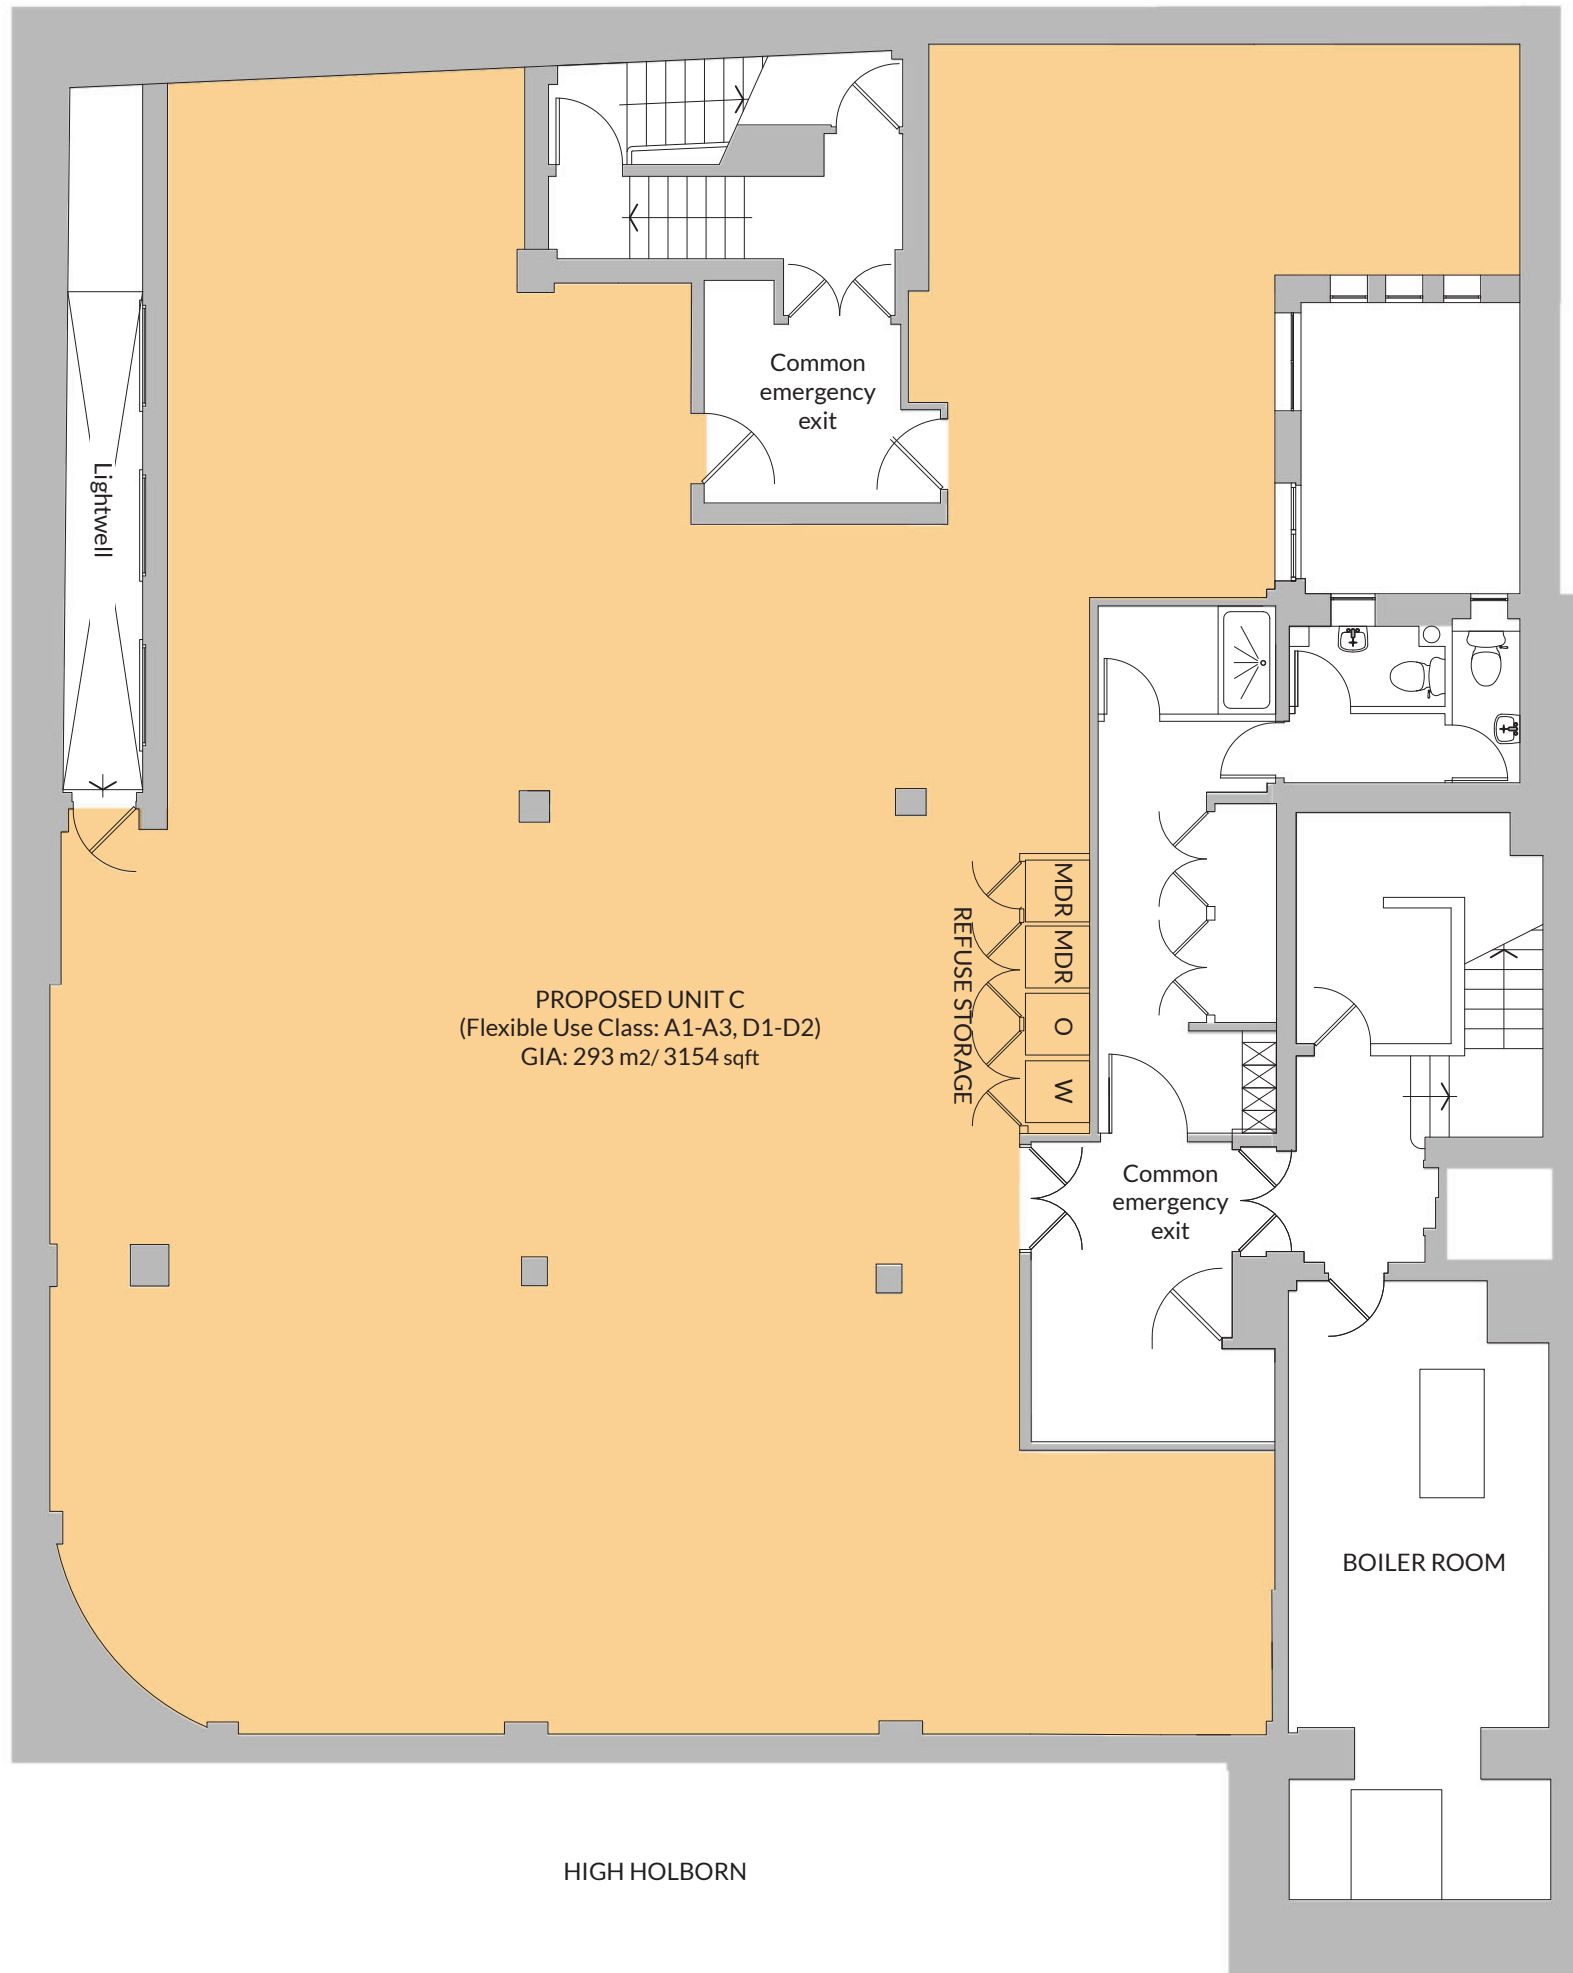 Common
emergency
exit
Lightwell
MDR
MDR
O
W
REFUSE STORAGE
PROPOSED UNIT C
(Flexible Use Class: A1-A3, D1-D2)
GIA: 293 m2/ 3154 sqft
Common
emergency
exit
BOILER ROOM
HIGH HOLBORN